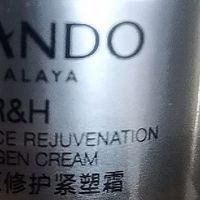 ANDO
ALAYA
R&H
CE REJUVENATION
GEN CREAM
修护紧塑霜